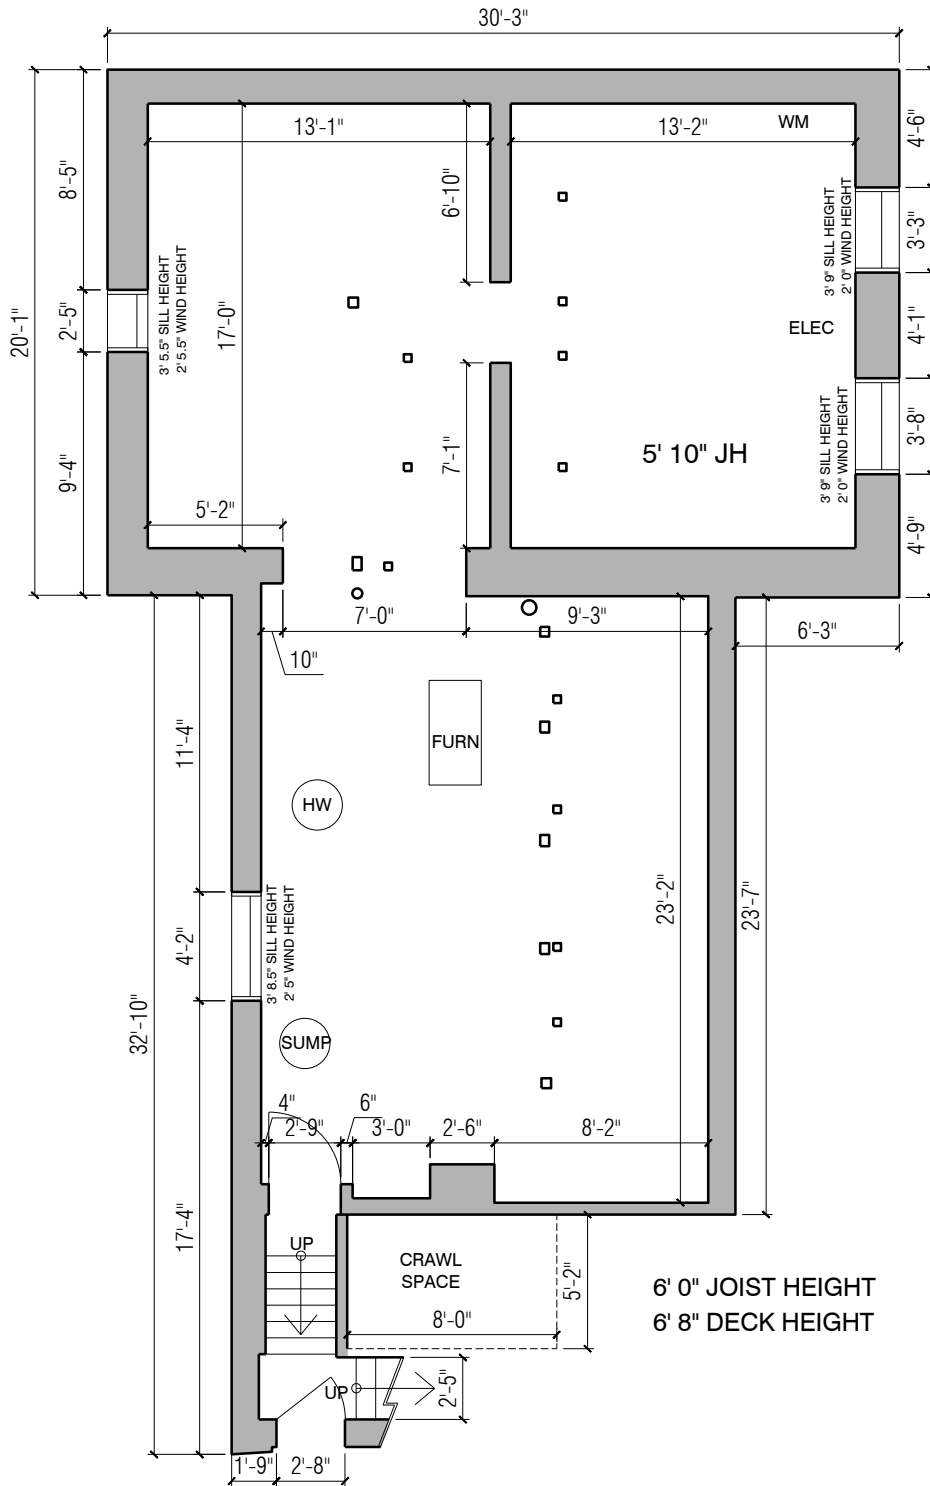 30'-3"
13'-1"
13'-2"
WM
4'-6"
8'-5"
6'-10"
3' 9" SILL HEIGHT
2' 0" WIND HEIGHT
3'-3"
20'-1"
2'-5"
3' 5.5" SILL HEIGHT
2' 5.5" WIND HEIGHT
17'-0"
ELEC
4'-1"
9'-4"
7'-1"
5' 10" JH
3' 9" SILL HEIGHT
2' 0" WIND HEIGHT
3'-8"
5'-2"
4'-9"
7'-0"
9'-3"
6'-3"
10"
11'-4"
FURN
HW
23'-2"
23'-7"
4'-2"
3' 8.5" SILL HEIGHT
2' 5" WIND HEIGHT
32'-10"
SUMP
4"
6"
2'-9"
3'-0"
2'-6"
8'-2"
17'-4"
UP
CRAWL
SPACE
5'-2"
6' 0" JOIST HEIGHT
8'-0"
6' 8" DECK HEIGHT
UP
2'-5"
1'-9"
2'-8"